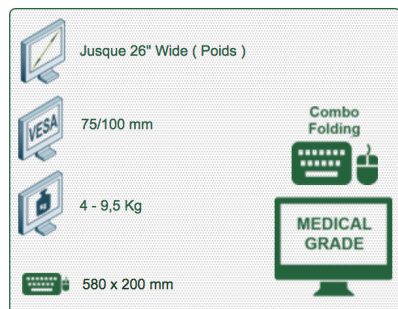 Jusque 26" Wide ( Poids )
VESA
75/100 mm
Combo
Folding
KG
4 - 9,5 Kg
MEDICAL
GRADE
580 x 200 mm